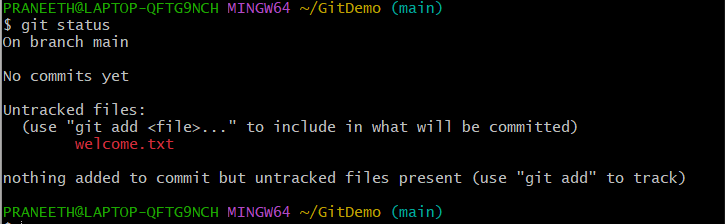 PRANEETH@LAPTOP-QFTG9NCH MINGW64 ~/GitDemo (main)
$ git status
On branch main
No commits yet
Untracked files:
  (use "git add <file>..." to include in what will be committed)
        welcome.txt
nothing added to commit but untracked files present (use "git add" to track)
PRANEETH@LAPTOP-QFTG9NCH MINGW64 ~/GitDemo (main)